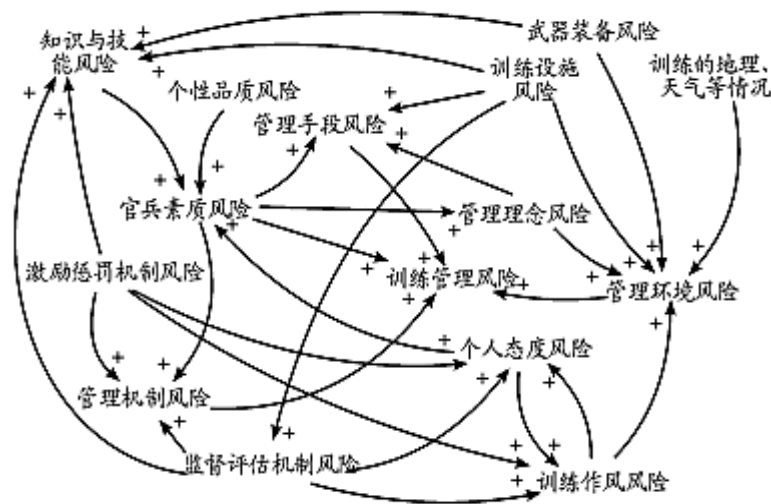 武器装备风险
知识与技
能风险
训练设施
风险
训练的地理、
天气等情况
个性品质风险
管理手段风险
官兵素质风险
管理理念风险
激励惩罚机制风险
训练管理风险
管理环境风险
个人态度风险
管理机制风险
监督评估机制风险
训练作风风险